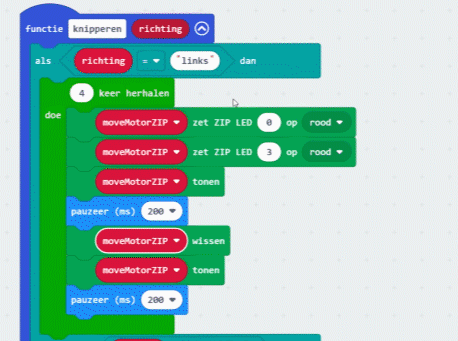 functie knipperen richting
als richting = "links" dan
4 keer herhalen
doe
moveMotorZIP zet ZIP LED 0 op rood
moveMotorZIP zet ZIP LED 3 op rood
moveMotorZIP tonen
pauzeer (ms) 200
moveMotorZIP wissen
moveMotorZIP tonen
pauzeer (ms) 200